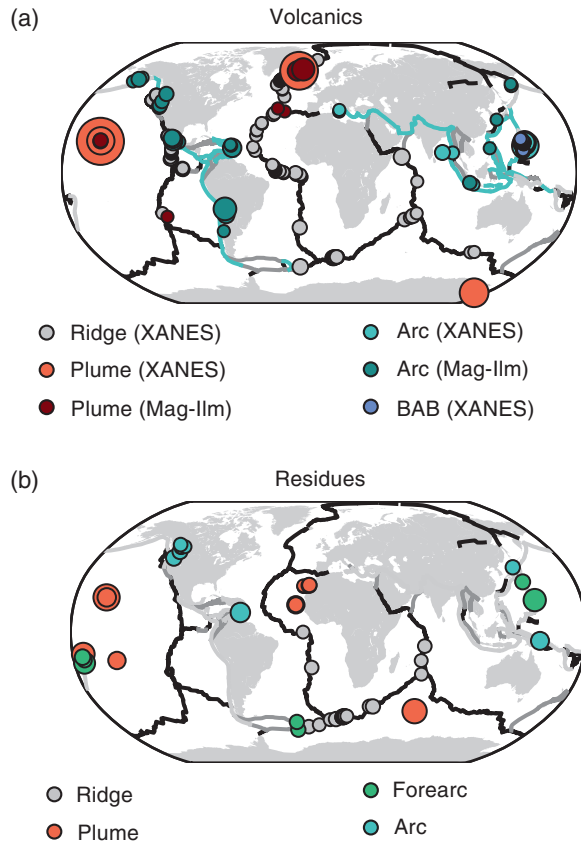 (a)
Volcanics
Ridge (XANES)
Plume (XANES)
Plume (Mag-Ilm)
Arc (XANES)
Arc (Mag-Ilm)
BAB (XANES)
(b)
Residues
Ridge
Plume
Forearc
Arc